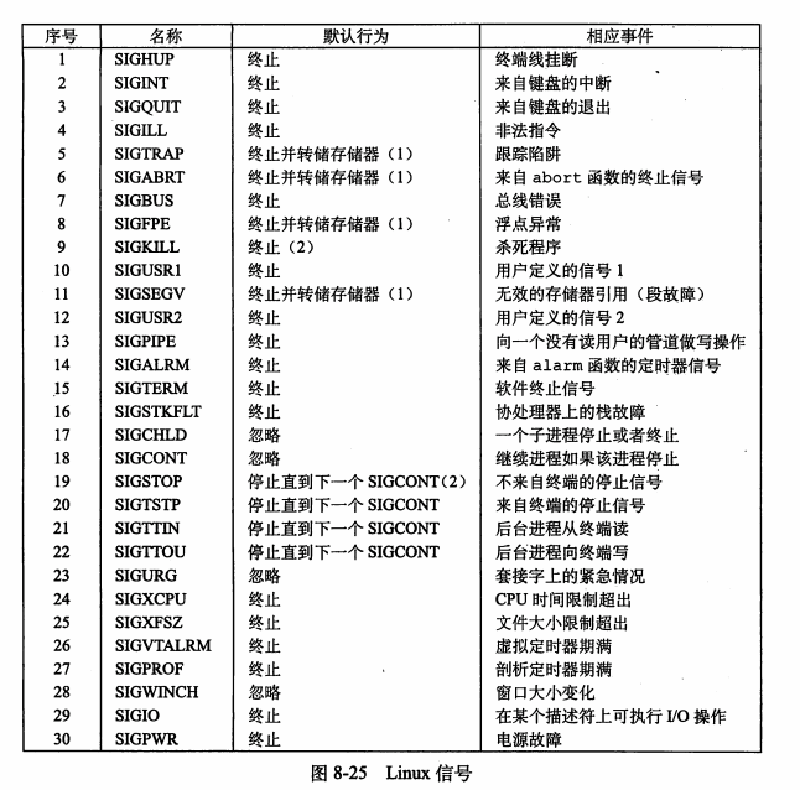 序号 名称 默认行为 相应事件
1 SIGHUP 终止 终端线挂断
2 SIGINT 终止 来自键盘的中断
3 SIGQUIT 终止 来自键盘的退出
4 SIGILL 终止 非法指令
5 SIGTRAP 终止并转储存储器（1） 跟踪陷阱
6 SIGABRT 终止并转储存储器（1） 来自 abort 函数的终止信号
7 SIGBUS 终止 总线错误
8 SIGFPE 终止并转储存储器（1） 浮点异常
9 SIGKILL 终止（2） 杀死程序
10 SIGUSR1 终止 用户定义的信号 1
11 SIGSEGV 终止并转储存储器（1） 无效的存储器引用（段故障）
12 SIGUSR2 终止 用户定义的信号 2
13 SIGPIPE 终止 向一个没有读用户的管道做写操作
14 SIGALRM 终止 来自 alarm 函数的定时器信号
15 SIGTERM 终止 软件终止信号
16 SIGSTKFLT 终止 协处理器上的栈故障
17 SIGCHLD 忽略 一个子进程停止或者终止
18 SIGCONT 忽略 继续进程如果该进程停止
19 SIGSTOP 停止直到下一个 SIGCONT(2) 不来自终端的停止信号
20 SIGTSTP 停止直到下一个 SIGCONT 来自终端的停止信号
21 SIGTTIN 停止直到下一个 SIGCONT 后台进程从终端读
22 SIGTTOU 停止直到下一个 SIGCONT 后台进程向终端写
23 SIGURG 忽略 套接字上的紧急情况
24 SIGXCPU 终止 CPU 时间限制超出
25 SIGXFSZ 终止 文件大小限制超出
26 SIGVTALRM 终止 虚拟定时器期满
27 SIGPROF 终止 剖析定时器期满
28 SIGWINCH 忽略 窗口大小变化
29 SIGIO 终止 在某个描述符上可执行 I/O 操作
30 SIGPWR 终止 电源故障
图 8-25 Linux 信号